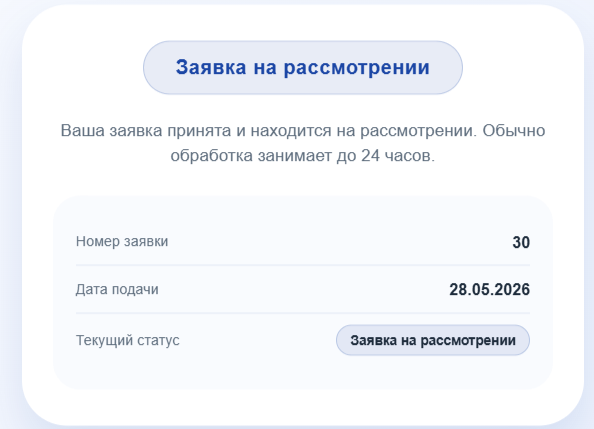 Заявка на рассмотрении
Ваша заявка принята и находится на рассмотрении. Обычно
обработка занимает до 24 часов.
Номер заявки 30
Дата подачи 28.05.2026
Текущий статус Заявка на рассмотрении